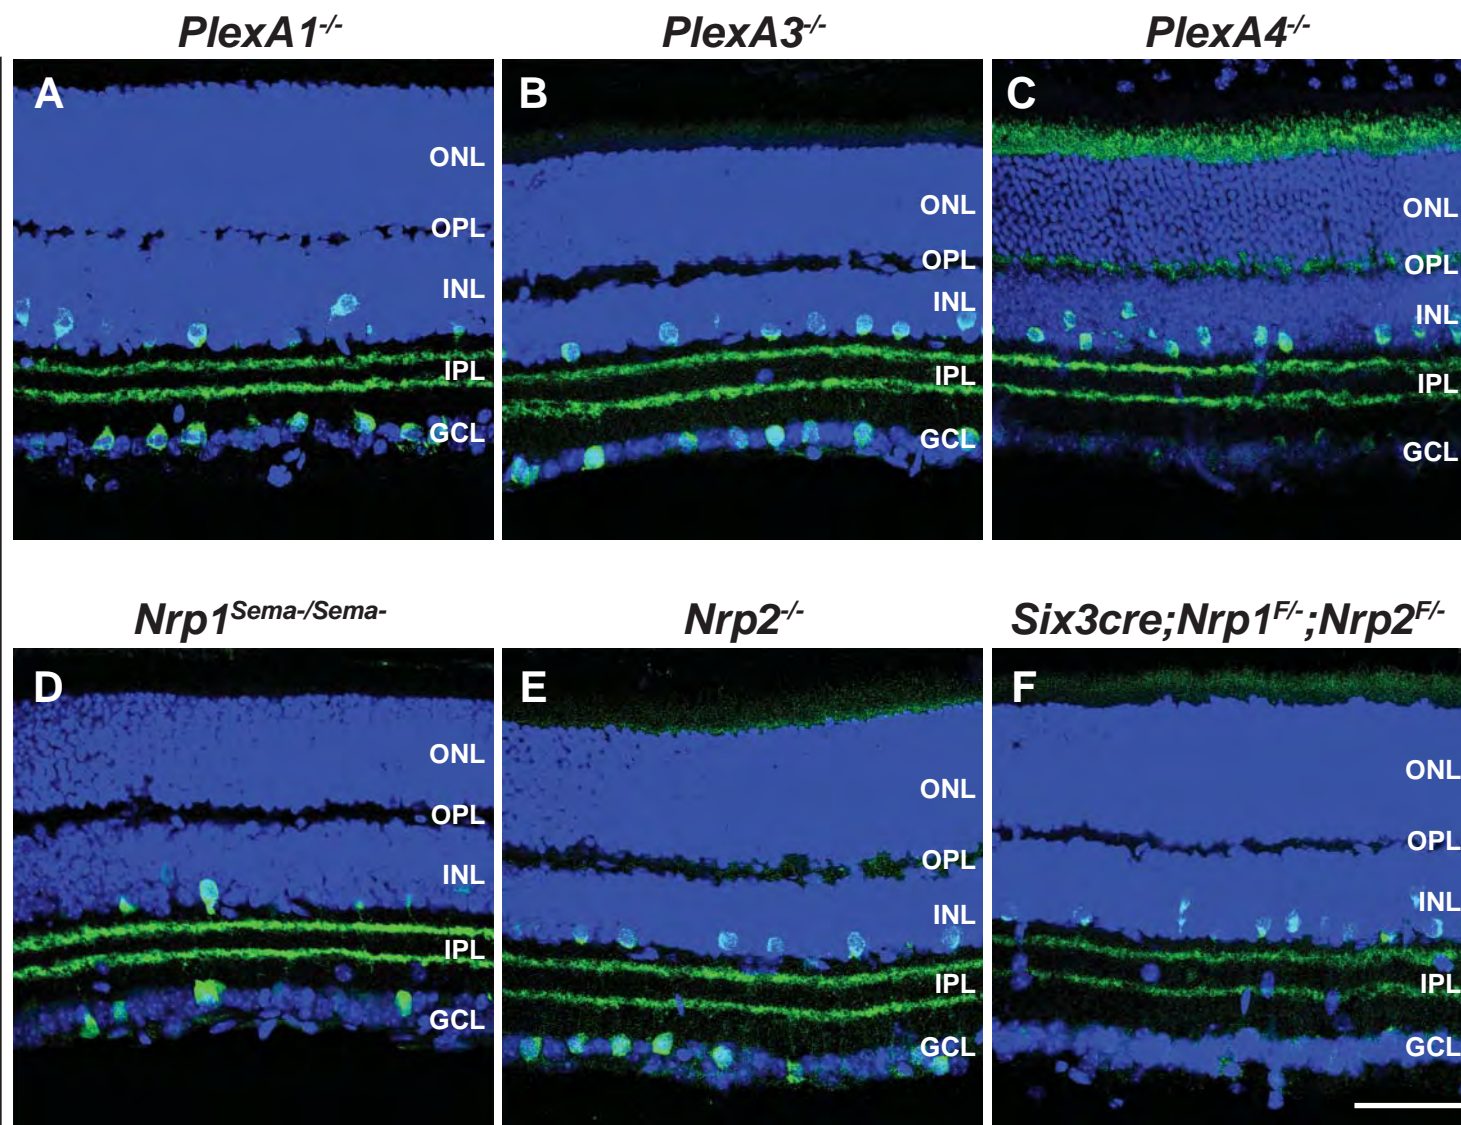 PlexA1-/- PlexA3-/- PlexA4-/-
A
ONL
OPL
INL
IPL
GCL
B
ONL
OPL
INL
IPL
GCL
C
ONL
OPL
INL
IPL
GCL
Nrp1Sema-/Sema- Nrp2-/- Six3cre;Nrp1F/-;Nrp2F/-
D
ONL
OPL
INL
IPL
GCL
E
ONL
OPL
INL
IPL
GCL
F
ONL
OPL
INL
IPL
GCL